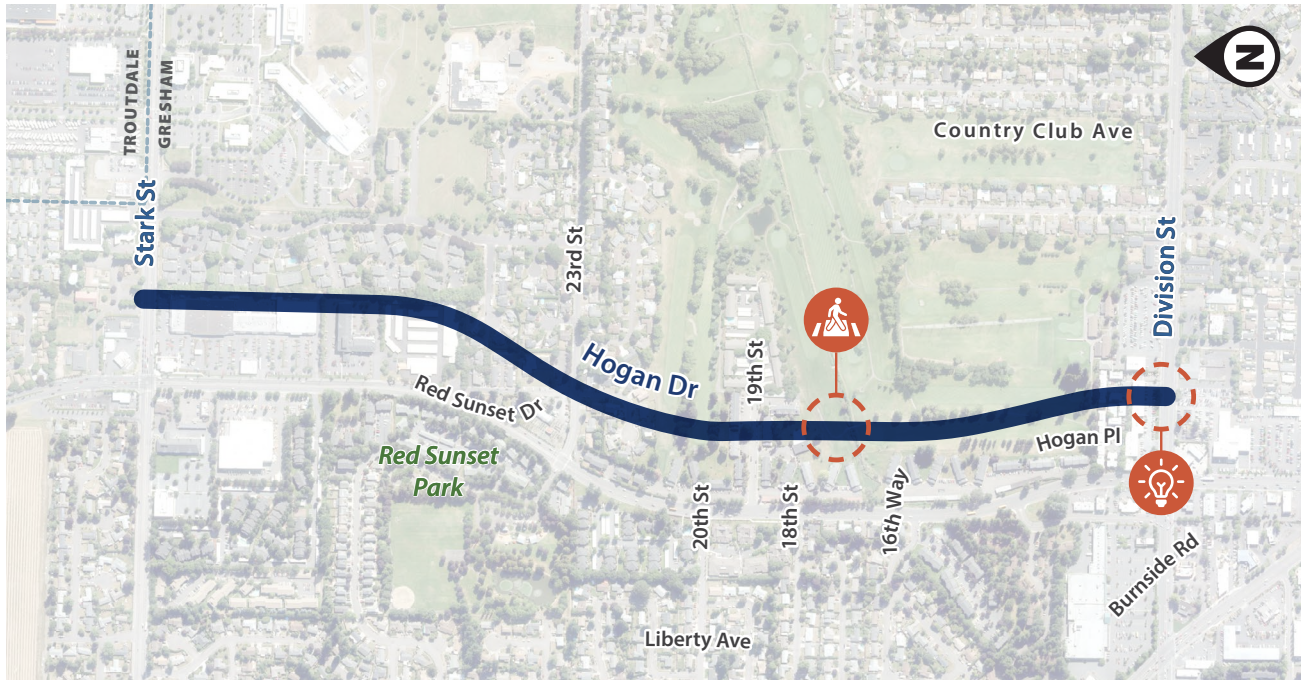 TROUTDALE
GRESHAM
N
Country Club Ave
Stark St
23rd St
Division St
Hogan Dr
19th St
Red Sunset Dr
Hogan Pl
Red Sunset
Park
20th St
18th St
16th Way
Burnside Rd
Liberty Ave